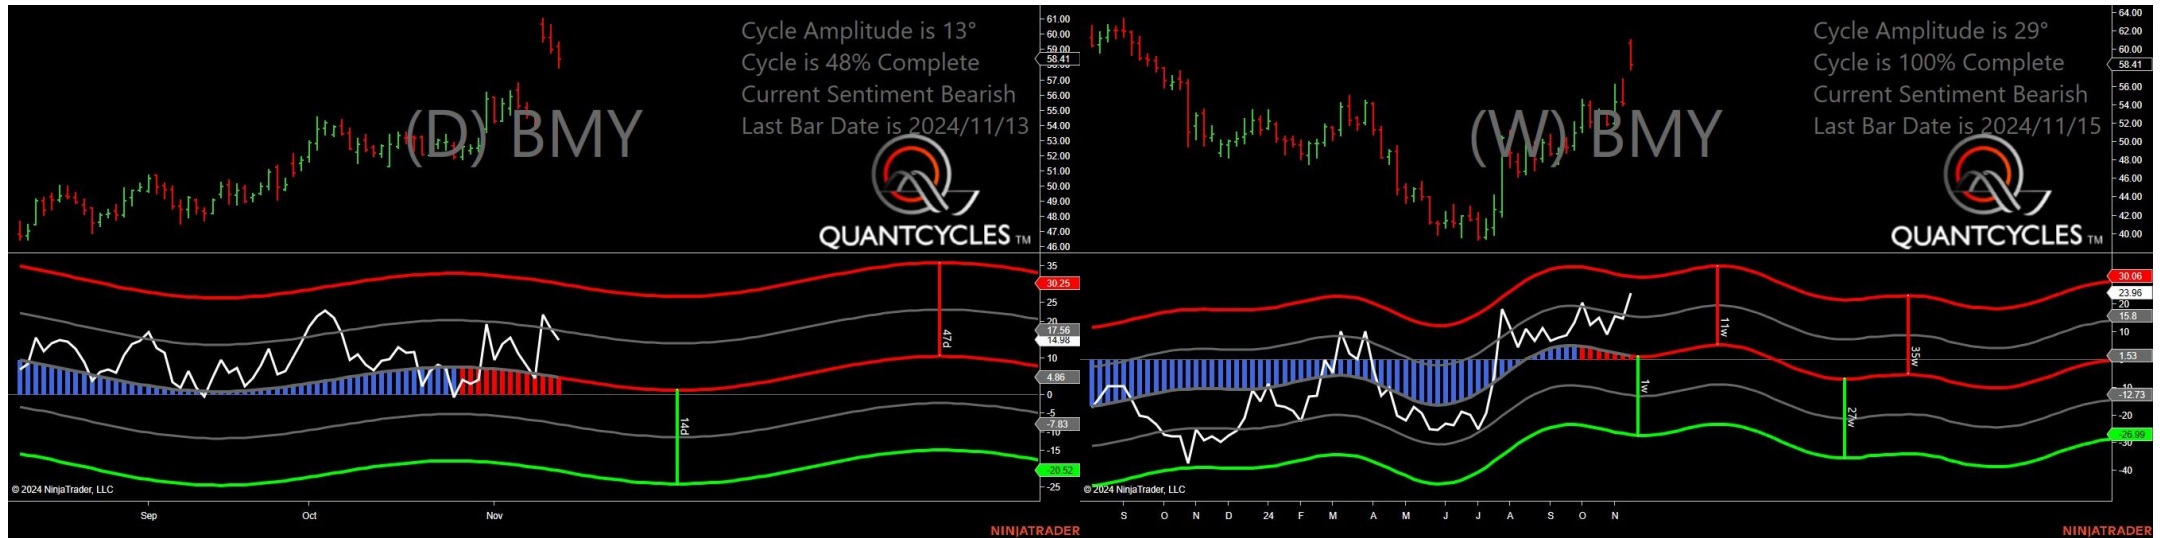 Cycle Amplitude is 13°
Cycle is 48% Complete
Current Sentiment Bearish
Last Bar Date is 2024/11/13
(D) BMY
QUANTCYCLES TM
61.00
60.00
59.00
58.41
57.00
56.00
55.00
54.00
53.00
52.00
51.00
50.00
49.00
48.00
47.00
46.00
35
30.25
25
20
17.56
14.98
10
4.86
0
-5
-7.83
-10
-15
-20.52
-25
47d
14d
© 2024 NinjaTrader, LLC
Sep Oct Nov
NINJATRADER
Cycle Amplitude is 29°
Cycle is 100% Complete
Current Sentiment Bearish
Last Bar Date is 2024/11/15
(W) BMY
QUANTCYCLES TM
64.00
62.00
60.00
58.41
56.00
54.00
52.00
50.00
48.00
46.00
44.00
42.00
40.00
30.06
23.96
20
15.8
10
1.53
-10
-12.73
-20
-26.99
-30
-40
11w
35w
1w
27w
© 2024 NinjaTrader, LLC
S O N D 24 F M A M J J A S O N
NINJATRADER